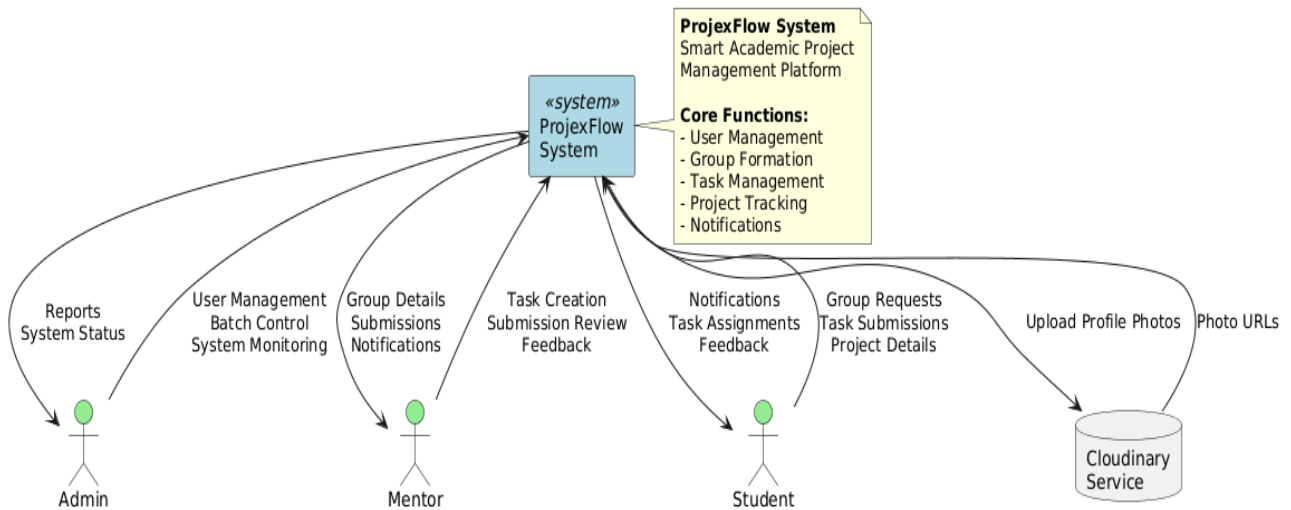 ProjexFlow System
Smart Academic Project
Management Platform
Core Functions:
- User Management
- Group Formation
- Task Management
- Project Tracking
- Notifications
«system»
ProjexFlow
System
Reports
System Status
User Management
Batch Control
System Monitoring
Group Details
Submissions
Notifications
Task Creation
Submission Review
Feedback
Notifications
Task Assignments
Feedback
Group Requests
Task Submissions
Project Details
Upload Profile Photos
Photo URLs
Admin
Mentor
Student
Cloudinary
Service